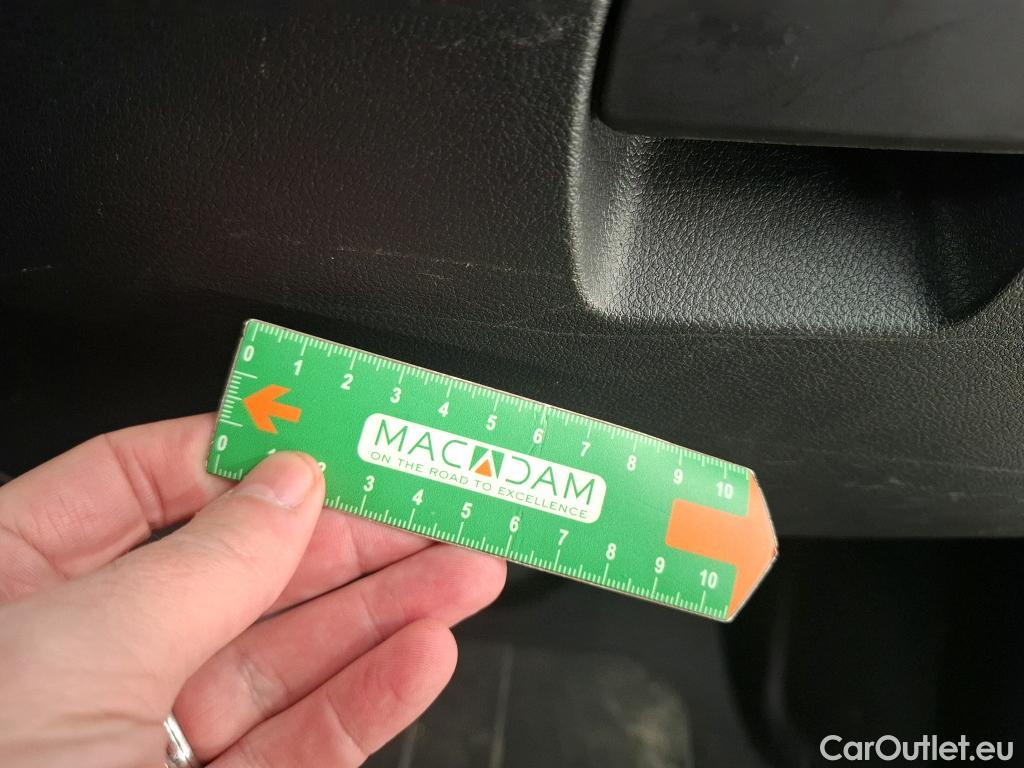 0 1 2 3 4 5 6 7 8 9 10
MACADAM
ON THE ROAD TO EXCELLENCE
0 1 2 3 4 5 6 7 8 9 10
CarOutlet.eu